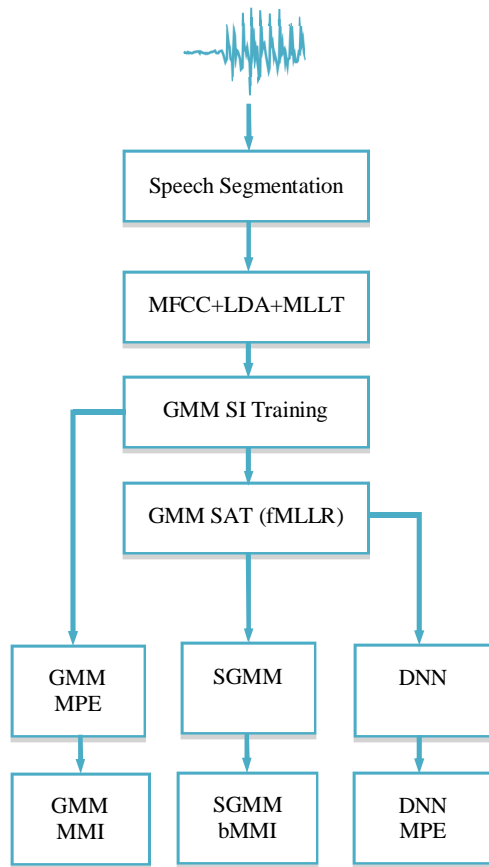 Speech Segmentation
MFCC+LDA+MLLT
GMM SI Training
GMM SAT (fMLLR)
GMM
MPE
SGMM
DNN
GMM
MMI
SGMM
bMMI
DNN
MPE